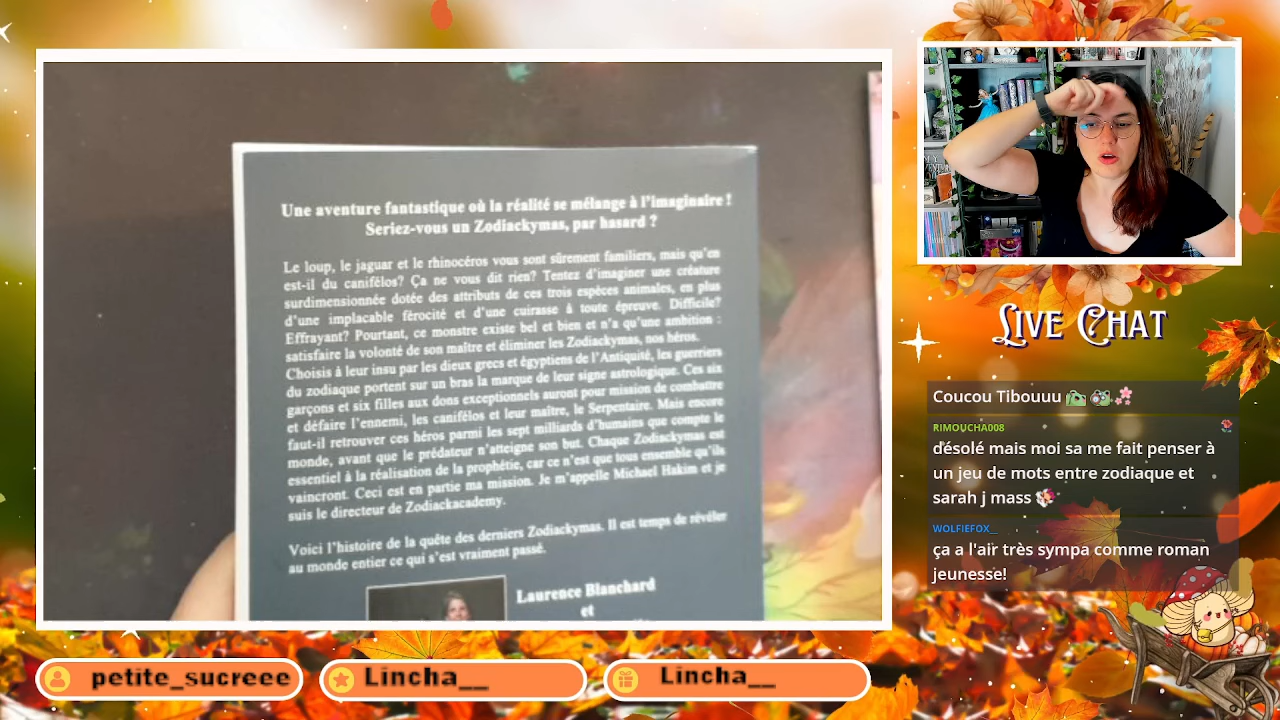 Une aventure fantastique où la réalité se mélange à l'imaginaire !
Seriez-vous un Zodiackymas, par hasard ?
Le loup, le jaguar et le rhinocéros vous sont sûrement familiers, mais qu'en
est-il du canifélos? Ça ne vous dit rien? Tentez d'imaginer une créature
surdimensionnée dotée des attributs de ces trois espèces animales, en plus
d'une implacable férocité et d'une cuirasse à toute épreuve. Difficile?
Effrayant? Pourtant, ce monstre existe bel et bien et n'a qu'une ambition :
satisfaire la volonté de son maître et éliminer les Zodiackymas, nos héros.
Choisis à leur insu par les dieux grecs et égyptiens de l'Antiquité, les guerriers
du zodiaque portent sur un bras la marque de leur signe astrologique. Ces six
garçons et six filles aux dons exceptionnels auront pour mission de combattre
et défaire l'ennemi, les canifélos et leur maître, le Serpentaire. Mais encore
faut-il retrouver ces héros parmi les sept milliards d'humains que compte le
monde, avant que le prédateur n'atteigne son but. Chaque Zodiackymas est
essentiel à la réalisation de la prophétie, car ce n'est que tous ensemble qu'ils
vaincront. Ceci est en partie ma mission. Je m'appelle Michael Hakim et je
suis le directeur de Zodiackacademy.
Voici l'histoire de la quête des derniers Zodiackymas. Il est temps de révéler
au monde entier ce qui s'est vraiment passé.
Laurence Blanchard
et
Live Chat
Coucou Tibouuu
RIMOUCHA008
désolé mais moi sa me fait penser à
un jeu de mots entre zodiaque et
sarah j mass
WOLFIEFOX__
ça a l'air très sympa comme roman
jeunesse!
petite_sucreee
Lincha__
Lincha__